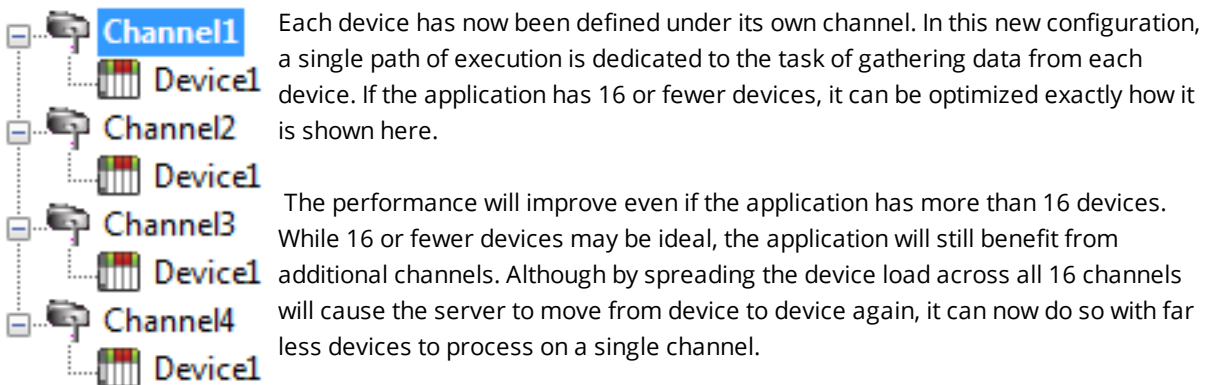 Channel1
Device1
Channel2
Device1
Channel3
Device1
Channel4
Device1
Each device has now been defined under its own channel. In this new configuration,
a single path of execution is dedicated to the task of gathering data from each
device. If the application has 16 or fewer devices, it can be optimized exactly how it
is shown here.
The performance will improve even if the application has more than 16 devices.
While 16 or fewer devices may be ideal, the application will still benefit from
additional channels. Although by spreading the device load across all 16 channels
will cause the server to move from device to device again, it can now do so with far
less devices to process on a single channel.